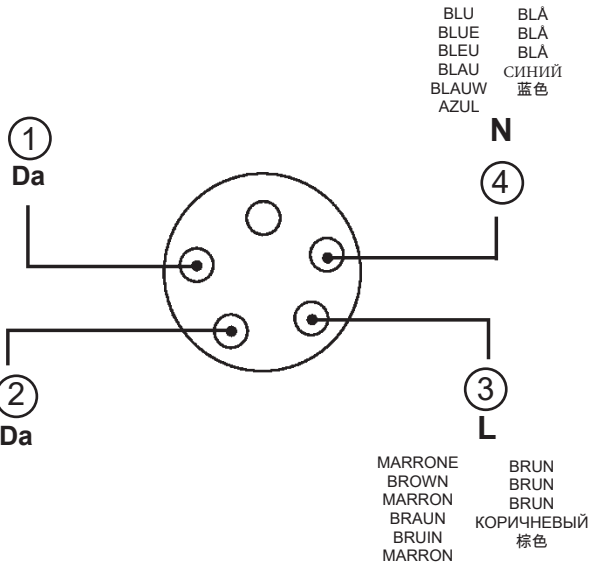 BLU BLÅ
BLUE BLÅ
BLEU BLÅ
BLAU СИНИЙ
BLAUW 蓝色
AZUL
N
4
1
Da
2
Da
3
L
MARRONE BRUN
BROWN BRUN
MARRON BRUN
BRAUN КОРИЧНЕВЫЙ
BRUIN 棕色
MARRON